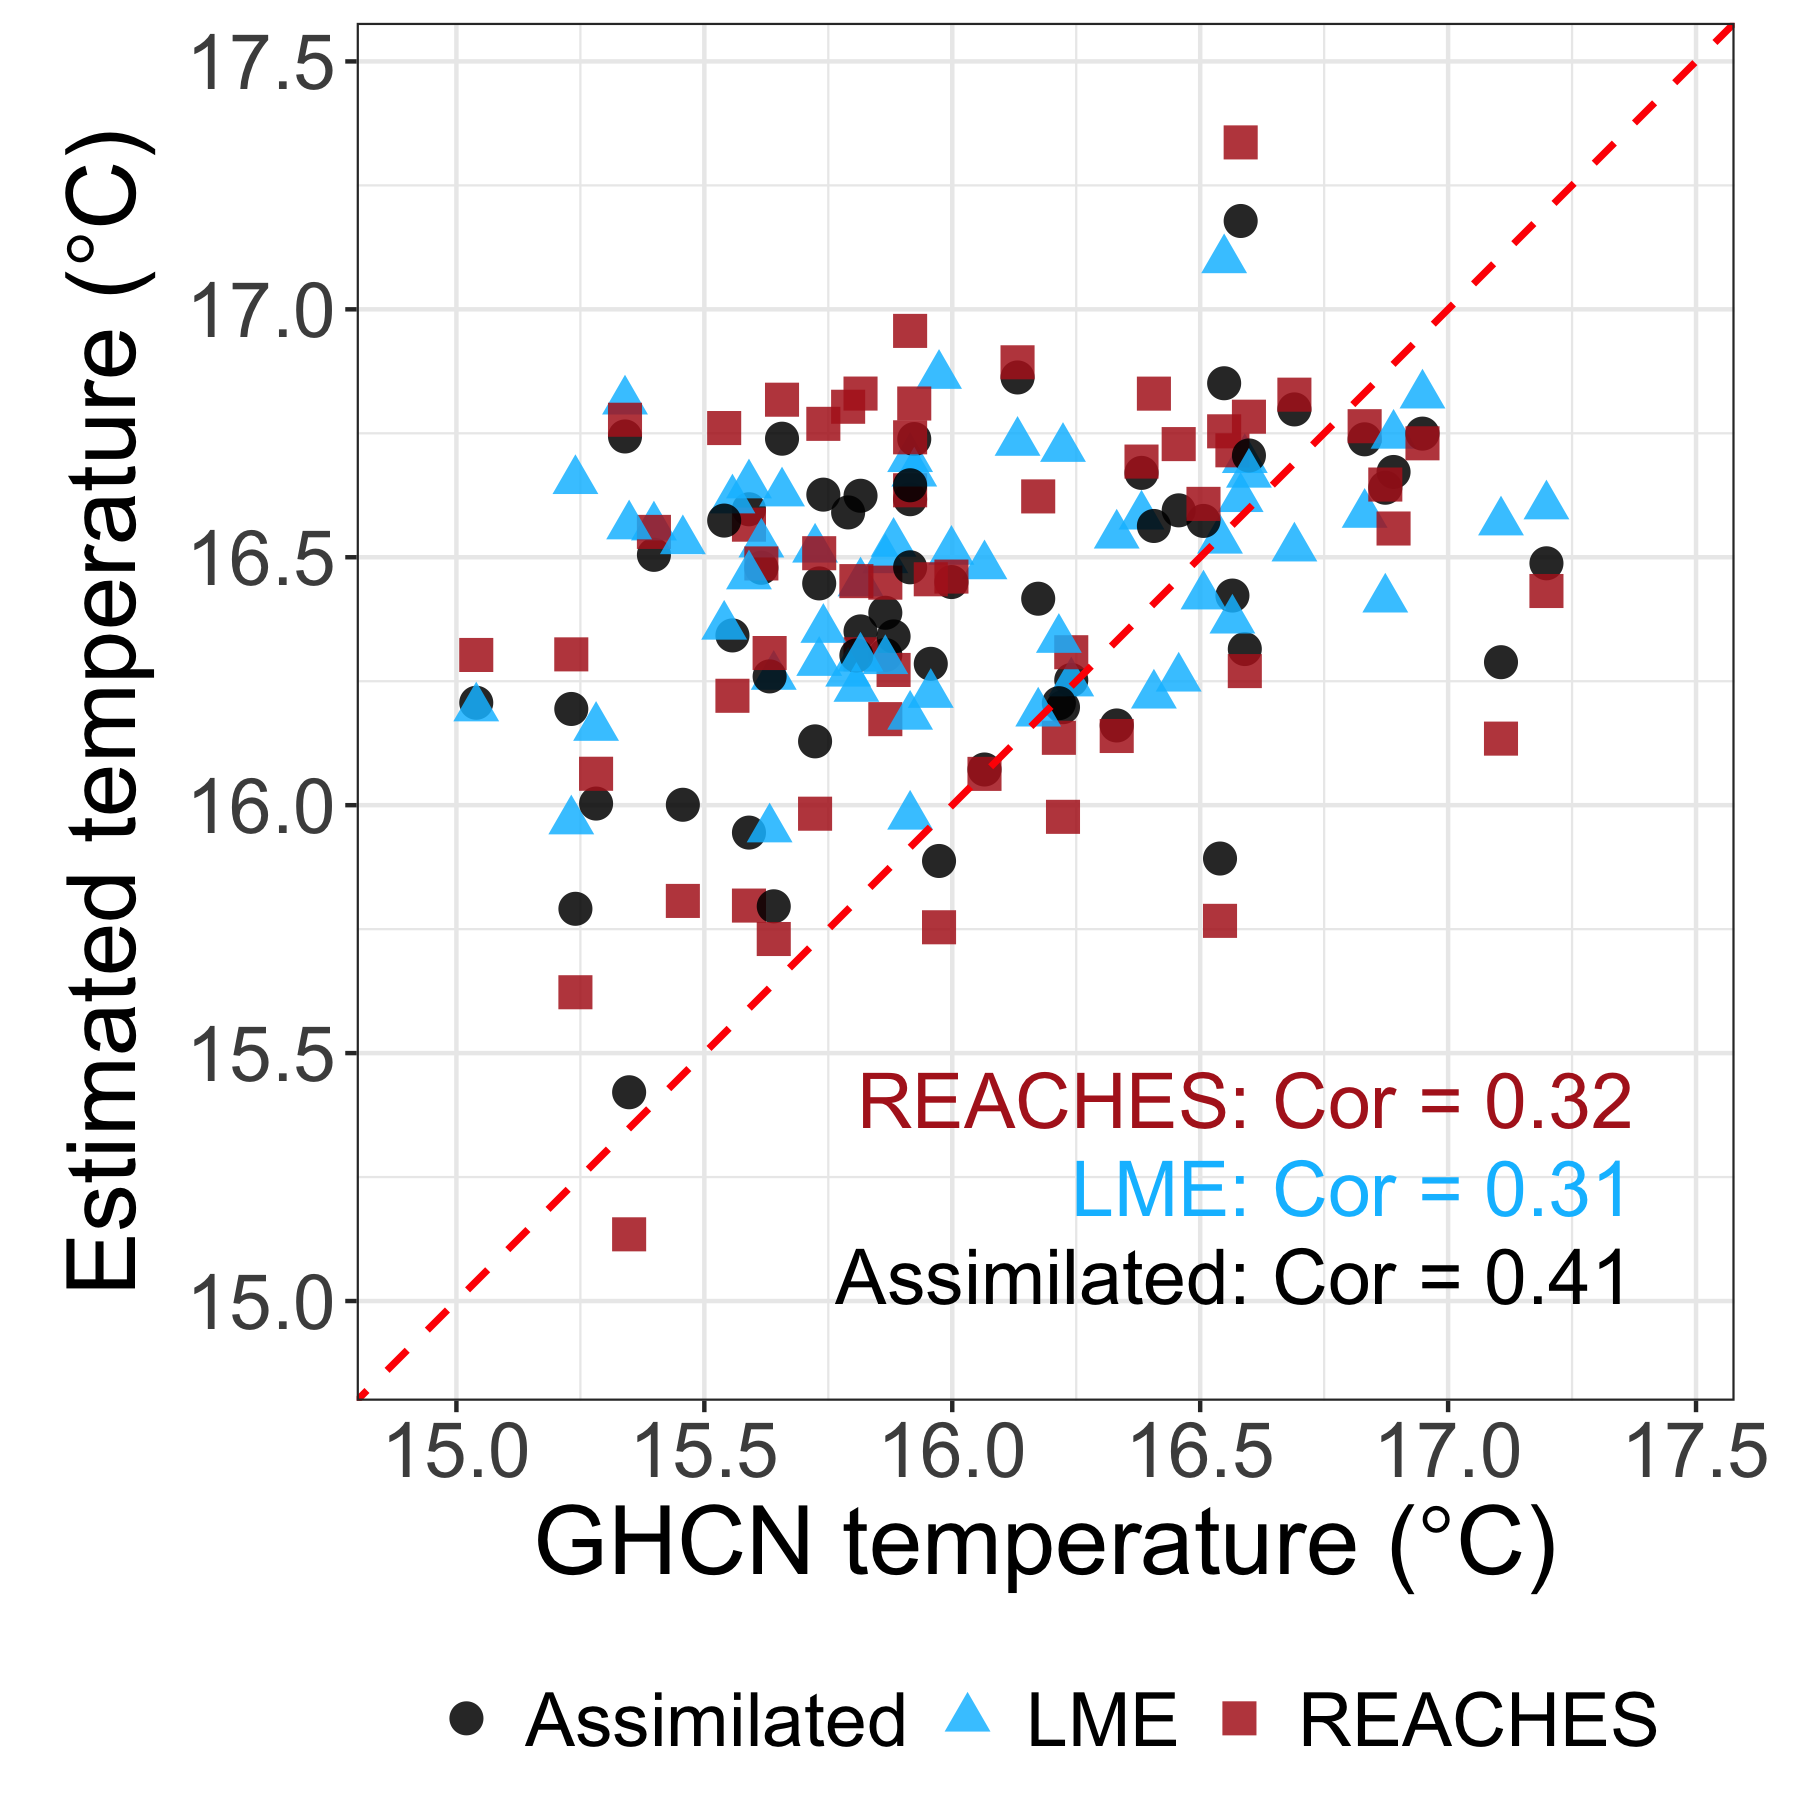 Estimated temperature (°C)
17.5
17.0
16.5
16.0
15.5
15.0
REACHES: Cor = 0.32
LME: Cor = 0.31
Assimilated: Cor = 0.41
15.0 15.5 16.0 16.5 17.0 17.5
GHCN temperature (°C)
Assimilated LME REACHES